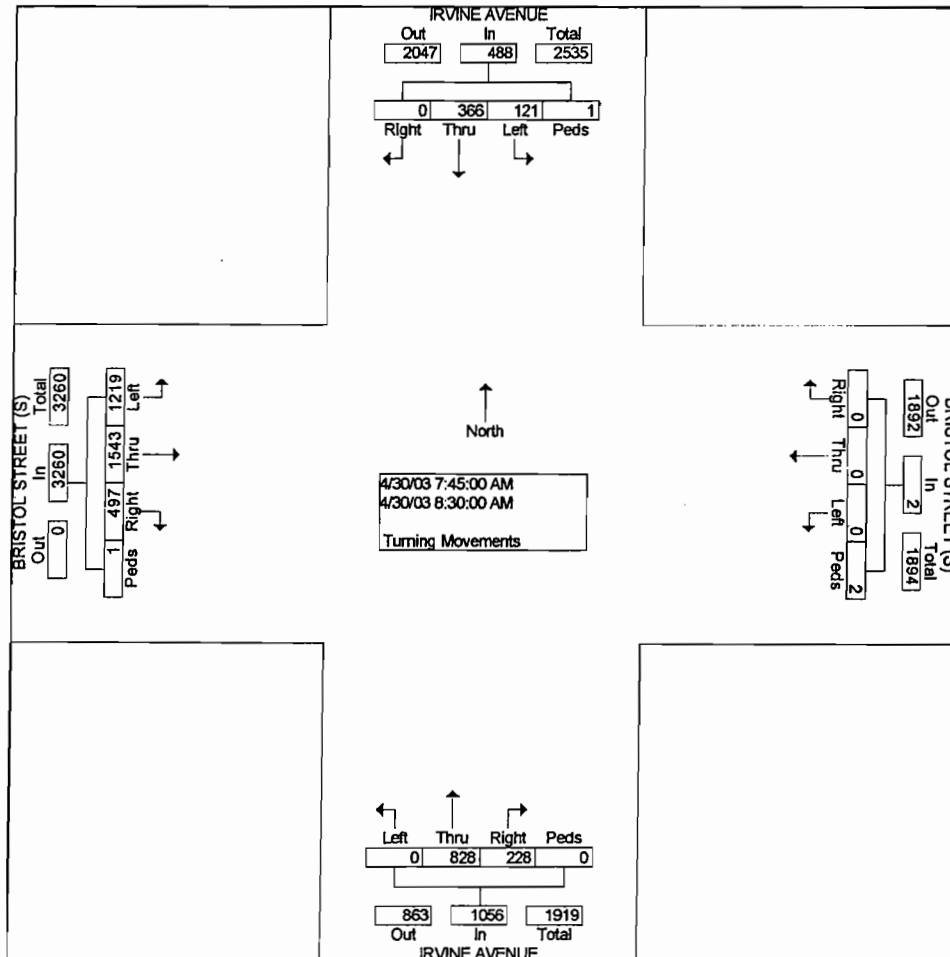 IRVINE AVENUE
Out In Total
2047 488 2535
0 366 121 1
Right Thru Left Peds
BRISTOL STREET (S)
Out In Total
0 3260 3260
1 497 1543 1219
Peds Right Thru Left
North
4/30/03 7:45:00 AM
4/30/03 8:30:00 AM
Turning Movements
Right Thru Left Peds
0 0 0 2
Out In Total
1892 2 1894
BRISTOL STREET (S)
Left Thru Right Peds
0 828 228 0
863 1056 1919
Out In Total
IRVINE AVENUE